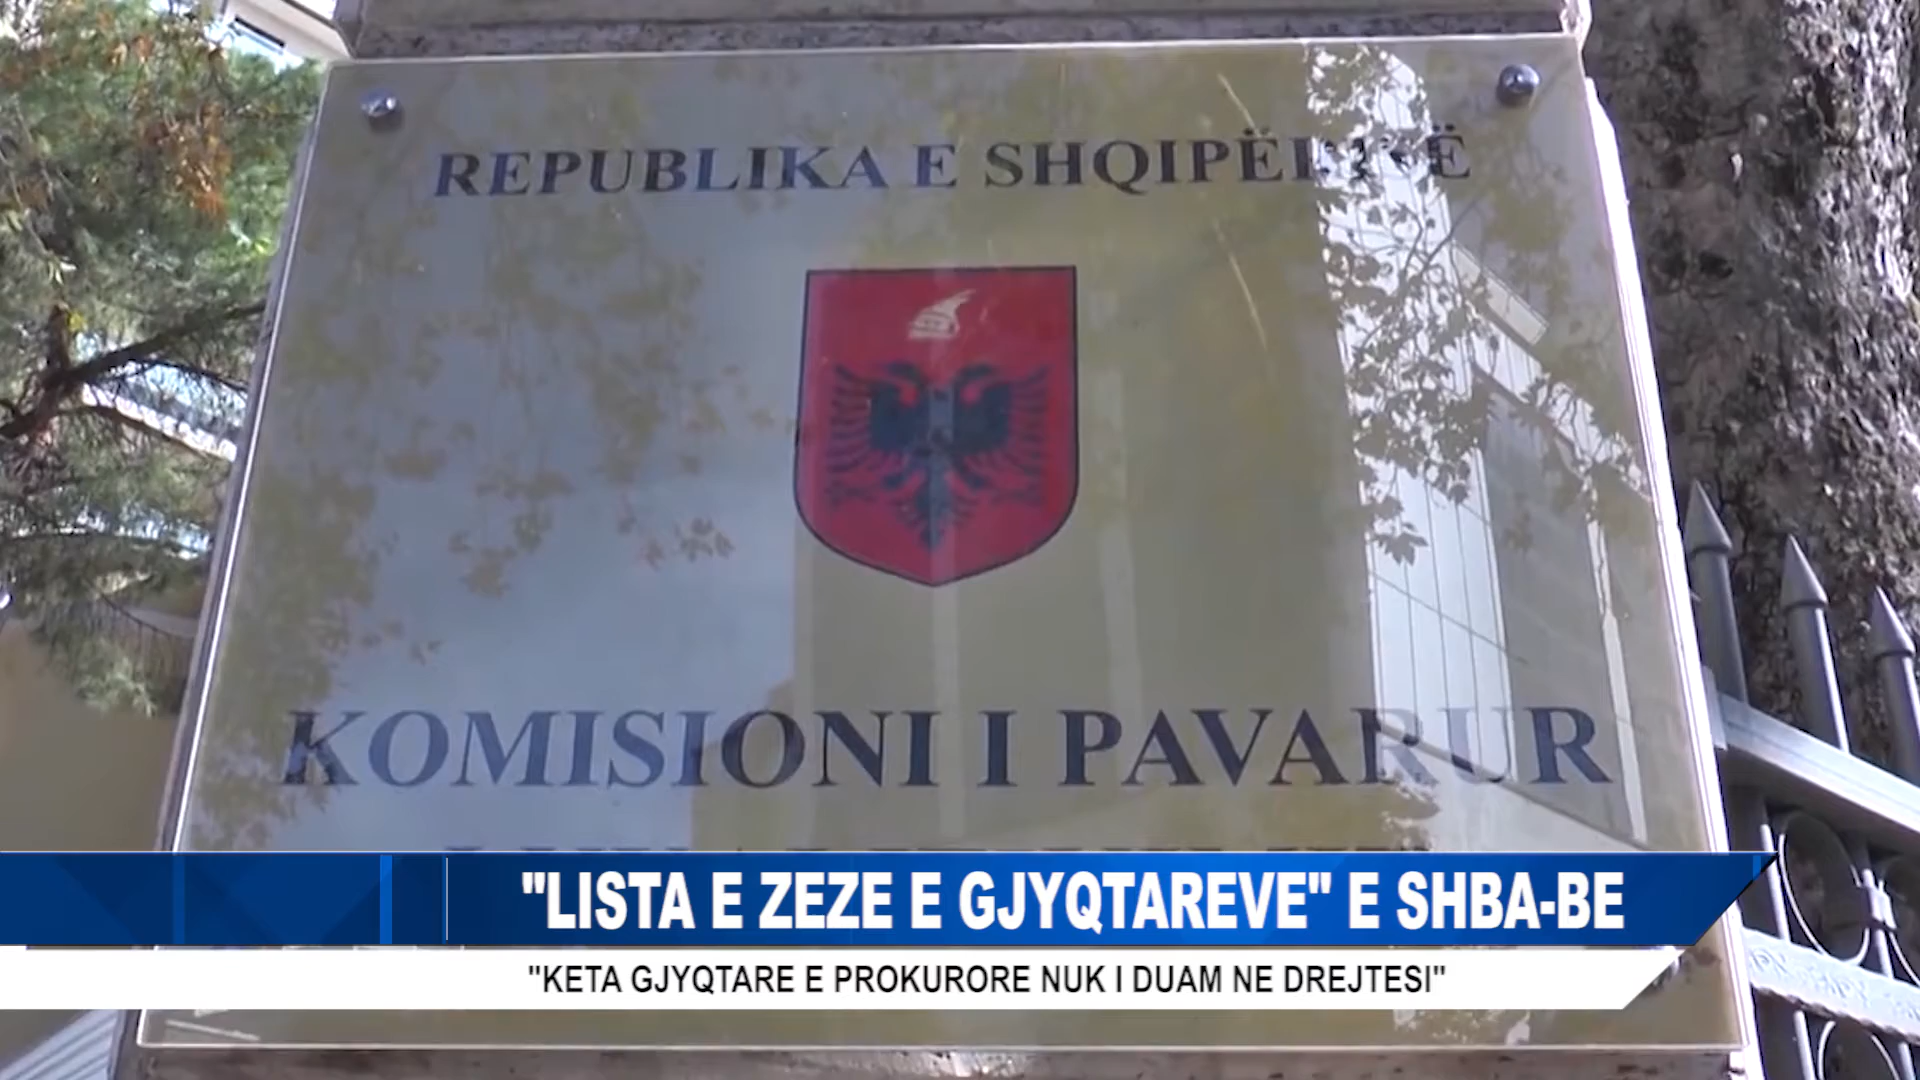 REPUBLIKA E SHQIPËRISË
KOMISIONI I PAVARUR
"LISTA E ZEZE E GJYQTAREVE" E SHBA-BE
"KETA GJYQTARE E PROKURORE NUK I DUAM NE DREJTESI"